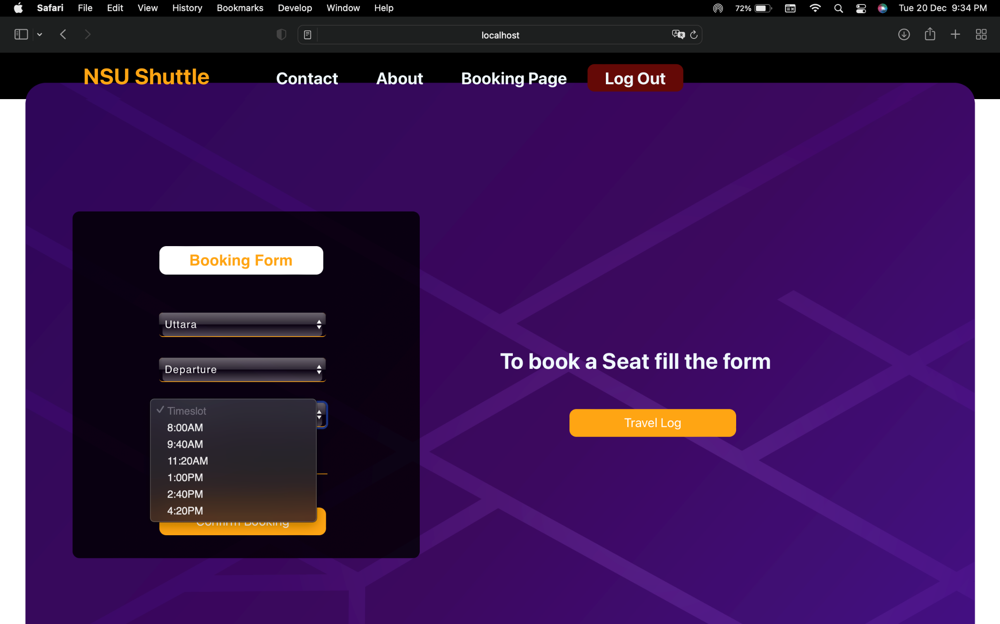 Safari File Edit View History Bookmarks Develop Window Help 72% Tue 20 Dec 9:34 PM
localhost
NSU Shuttle Contact About Booking Page Log Out
Booking Form
Uttara
Departure
To book a Seat fill the form
Timeslot
8:00AM
9:40AM
11:20AM
1:00PM
2:40PM
4:20PM
Travel Log
Confirm Booking